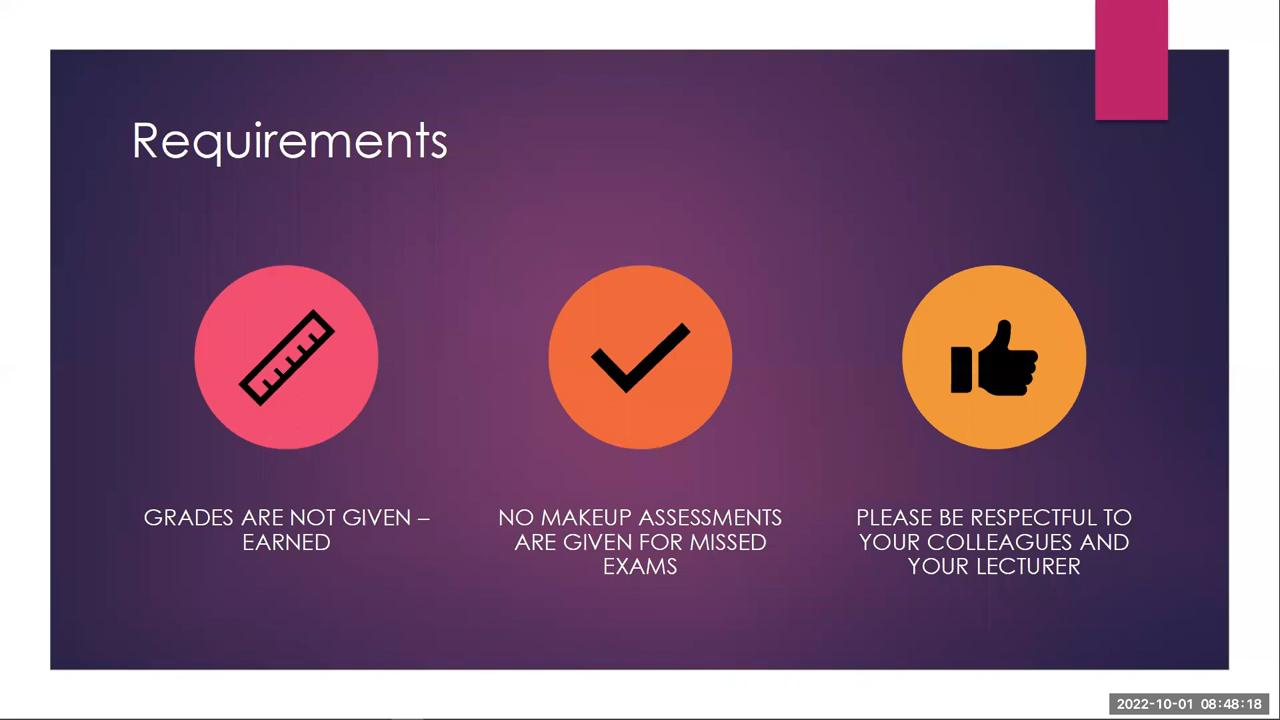 Requirements
GRADES ARE NOT GIVEN –
EARNED
NO MAKEUP ASSESSMENTS
ARE GIVEN FOR MISSED
EXAMS
PLEASE BE RESPECTFUL TO
YOUR COLLEAGUES AND
YOUR LECTURER
2022-10-01 08:48:18